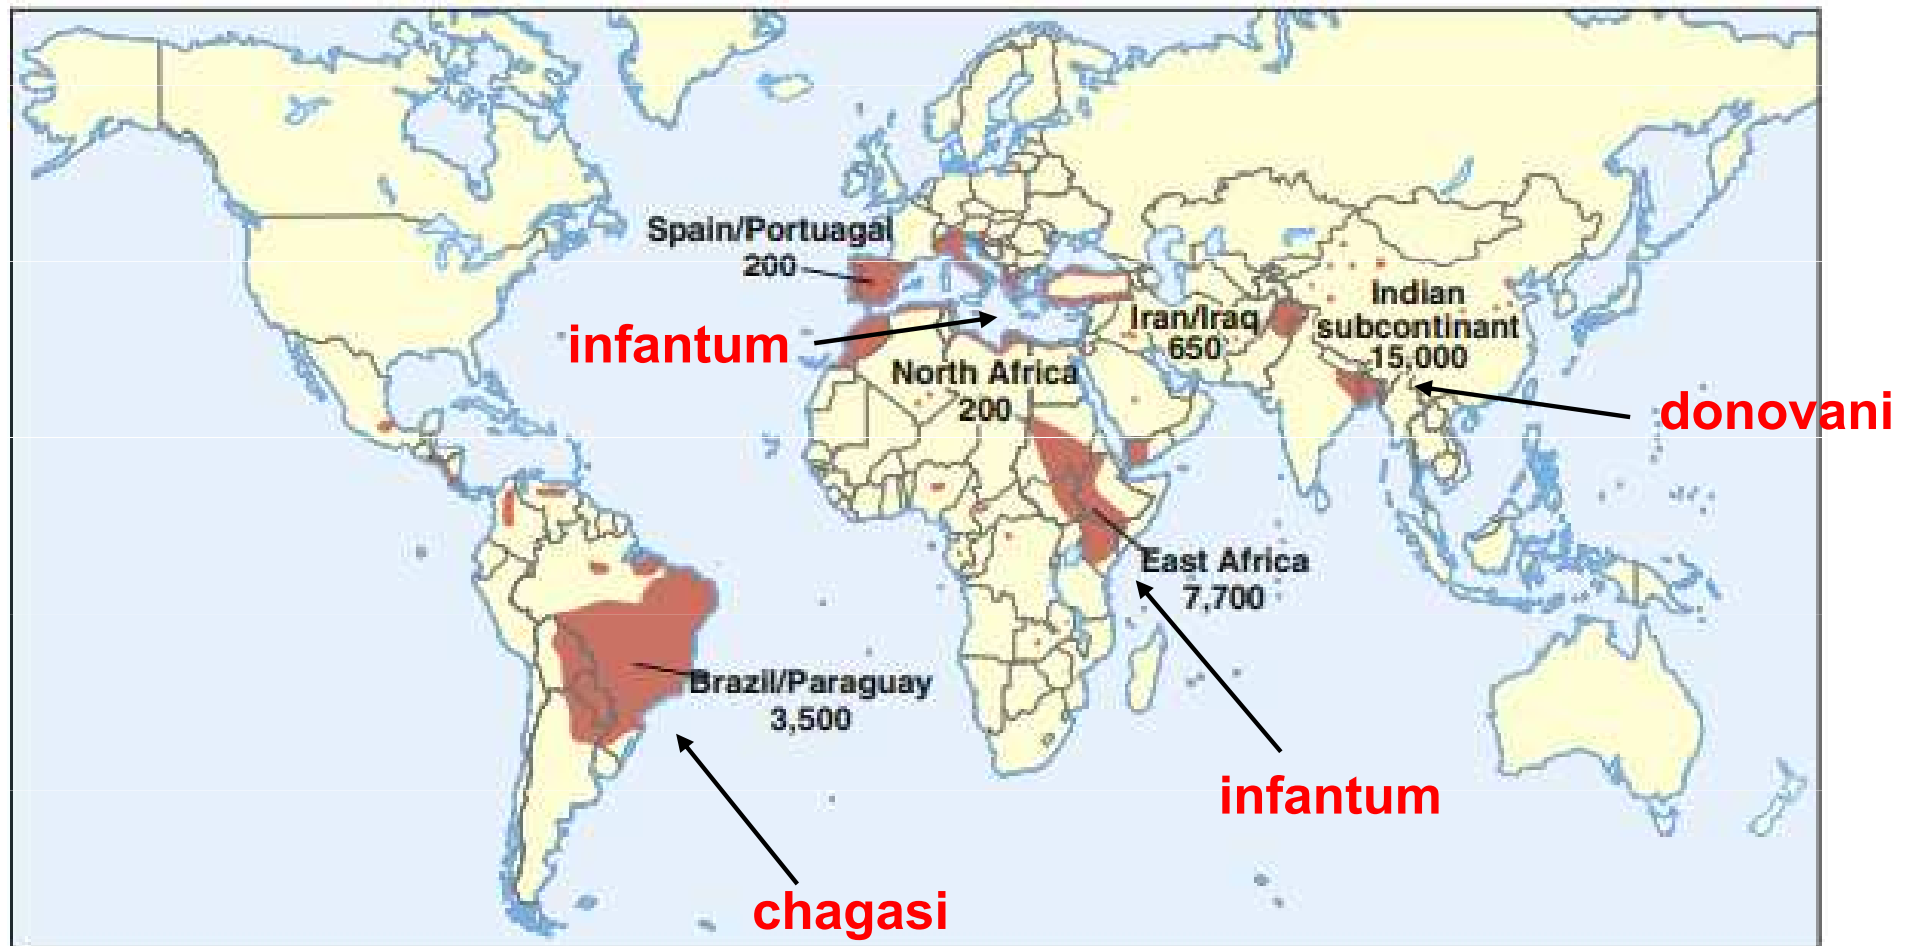 Spain/Portuagal
200
infantum
North Africa
200
Iran/Iraq
650
Indian
subcontinant
15,000
donovani
East Africa
7,700
infantum
Brazil/Paraguay
3,500
chagasi